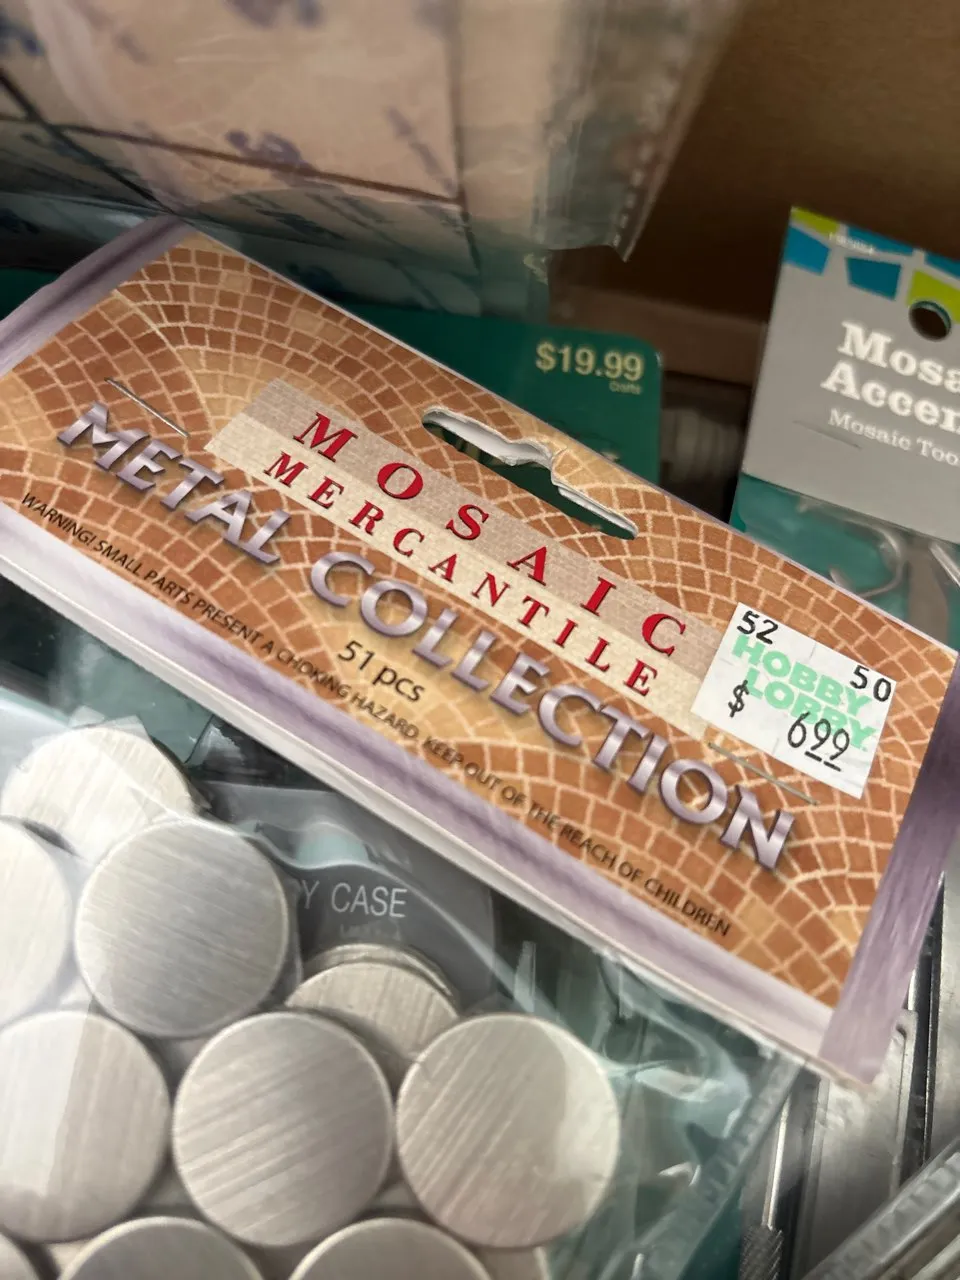 $19.99
Crafts
Mosa
Accen
Mosaic Too
MOSAIC
MERCANTILE
METAL COLLECTION
51 pcs
WARNING! SMALL PARTS PRESENT A CHOKING HAZARD. KEEP OUT OF THE REACH OF CHILDREN
52
50
HOBBY
LOBBY
$ 699
Y CASE